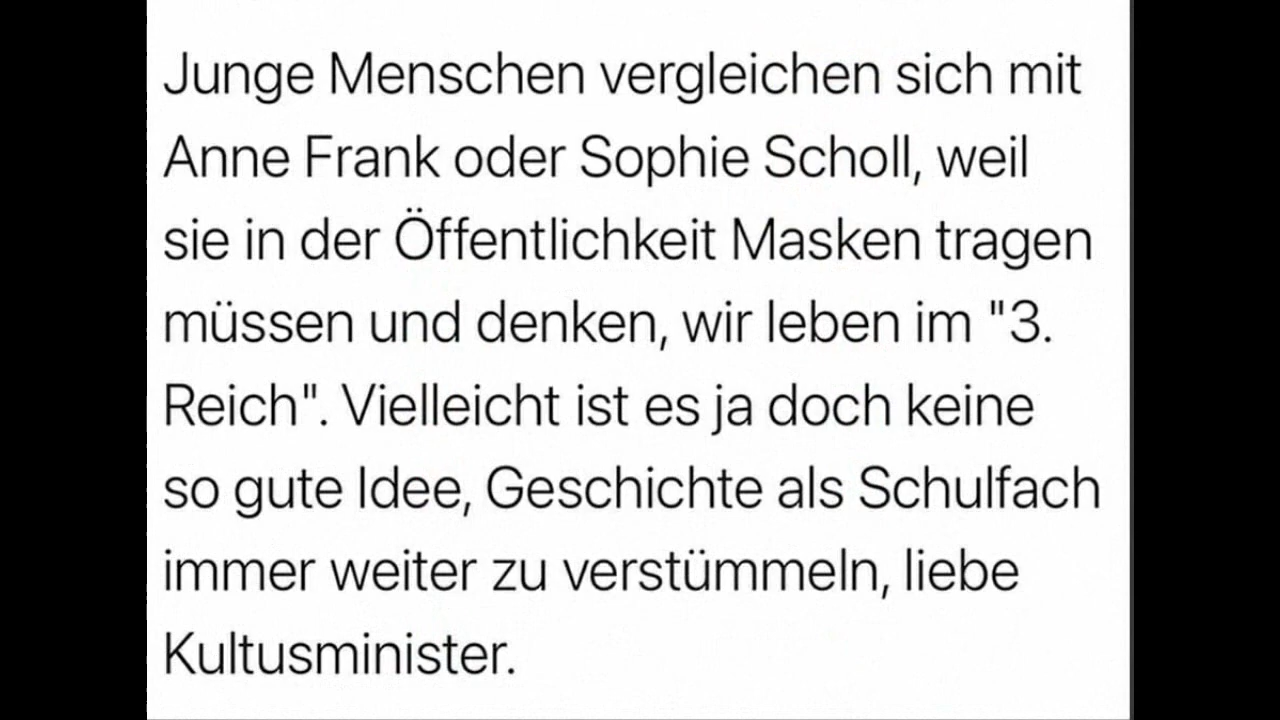 Junge Menschen vergleichen sich mit
Anne Frank oder Sophie Scholl, weil
sie in der Öffentlichkeit Masken tragen
müssen und denken, wir leben im "3.
Reich". Vielleicht ist es ja doch keine
so gute Idee, Geschichte als Schulfach
immer weiter zu verstümmeln, liebe
Kultusminister.